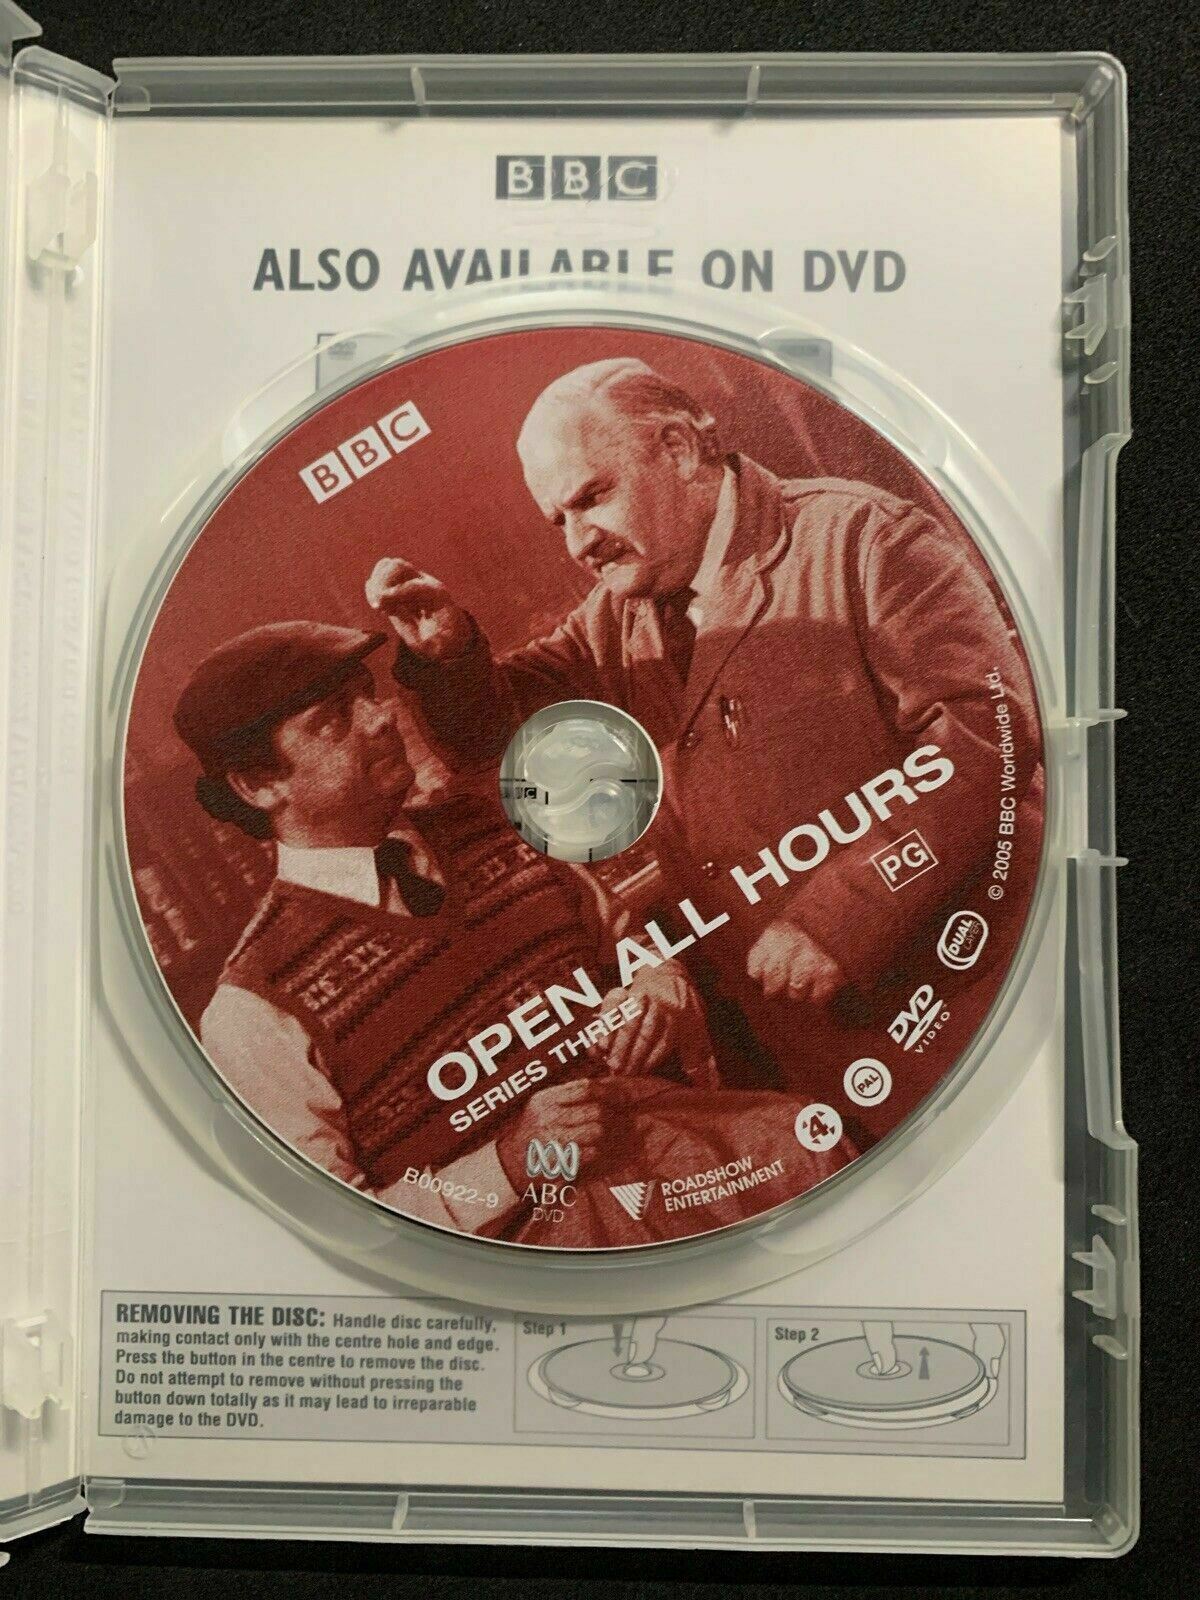 BBC
ALSO AVAILABLE ON DVD
BBC
BBC
OPEN ALL HOURS
SERIES THREE
PG
© 2005 BBC Worldwide Ltd.
DUAL
LAYER
DVD
VIDEO
PAL
4
B00922-9
ABC
DVD
ROADSHOW
ENTERTAINMENT
REMOVING THE DISC: Handle disc carefully,
making contact only with the centre hole and edge.
Press the button in the centre to remove the disc.
Do not attempt to remove without pressing the
button down totally as it may lead to irreparable
damage to the DVD.
Step 1
Step 2